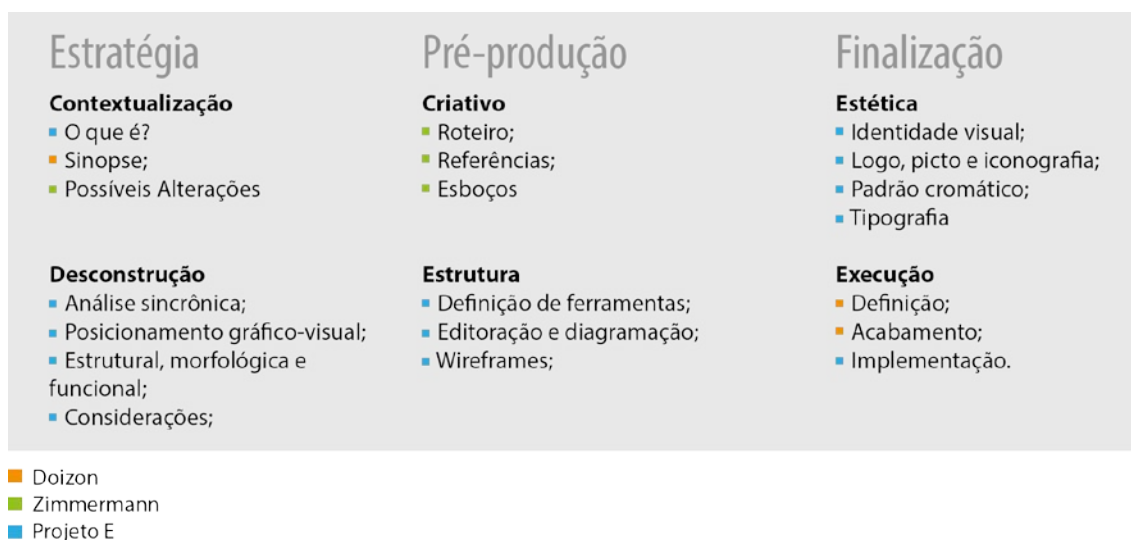 Estratégia
Contextualização
O que é?
Sinopse;
Possíveis Alterações
Desconstrução
Análise sincrônica;
Posicionamento gráfico-visual;
Estrutural, morfológica e
funcional;
Considerações;
Pré-produção
Criativo
Roteiro;
Referências;
Esboços
Estrutura
Definição de ferramentas;
Editoração e diagramação;
Wireframes;
Finalização
Estética
Identidade visual;
Logo, picto e iconografia;
Padrão cromático;
Tipografia
Execução
Definição;
Acabamento;
Implementação.
Doizon
Zimmermann
Projeto E